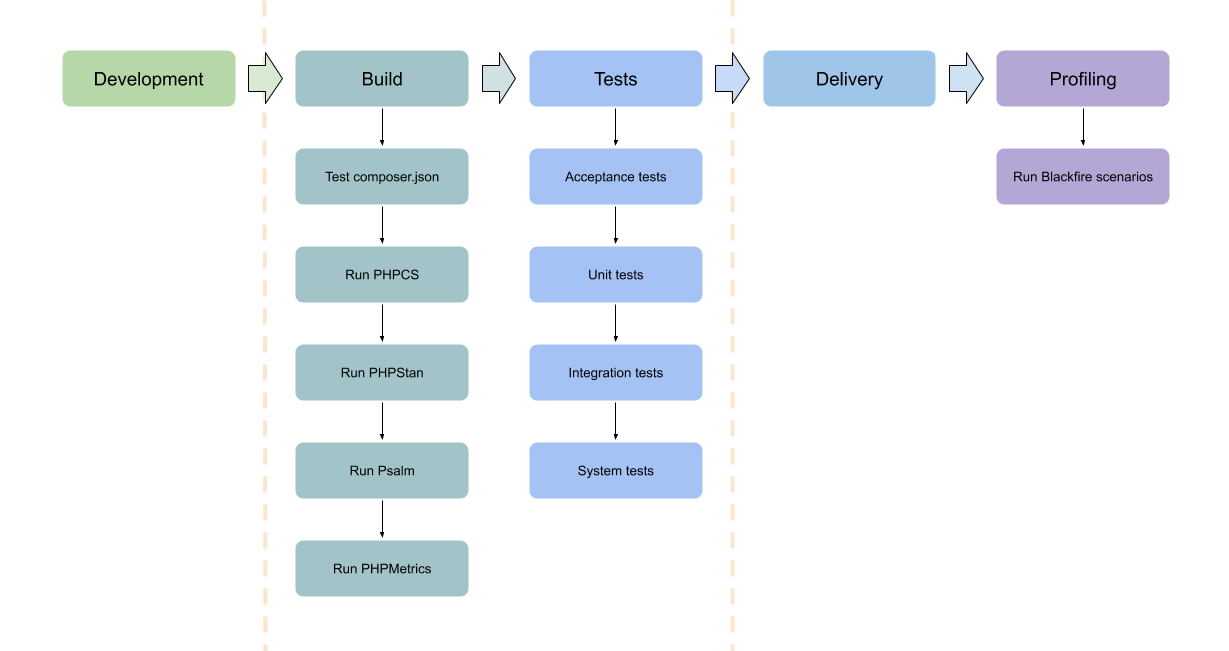 Development
Build
Tests
Delivery
Profiling
Test composer.json
Acceptance tests
Run Blackfire scenarios
Run PHPCS
Unit tests
Run PHPStan
Integration tests
Run Psalm
System tests
Run PHPMetrics